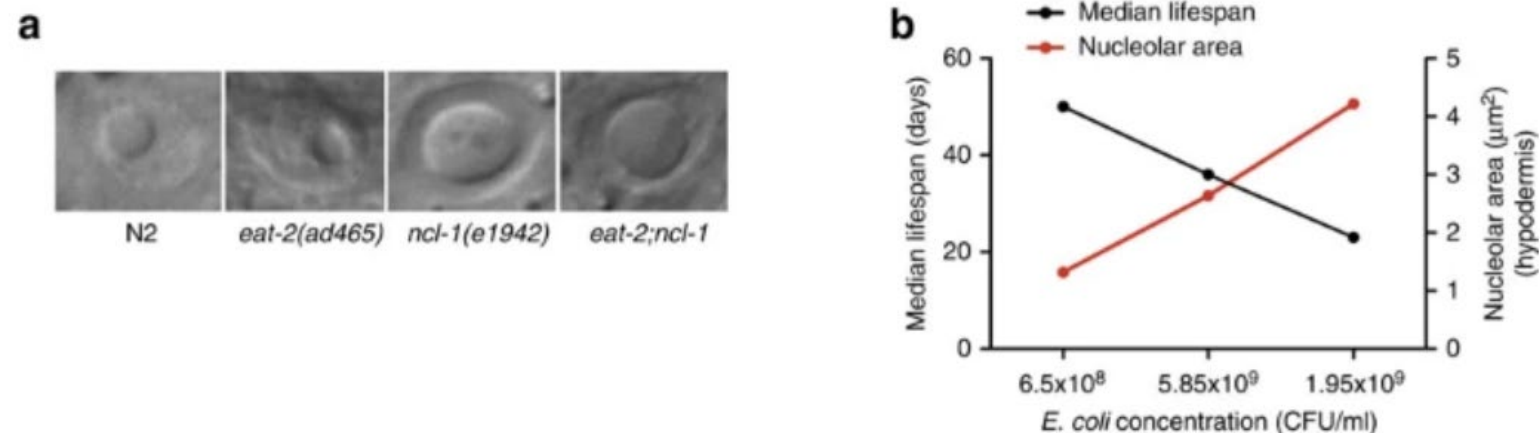 a
N2
eat-2(ad465)
ncl-1(e1942)
eat-2;ncl-1
b
Median lifespan
Nucleolar area
Median lifespan (days)
60
40
20
0
5
4
3
2
1
0
Nucleolar area (μm²)
(hypodermis)
6.5x10⁸
5.85x10⁹
1.95x10⁹
E. coli concentration (CFU/ml)